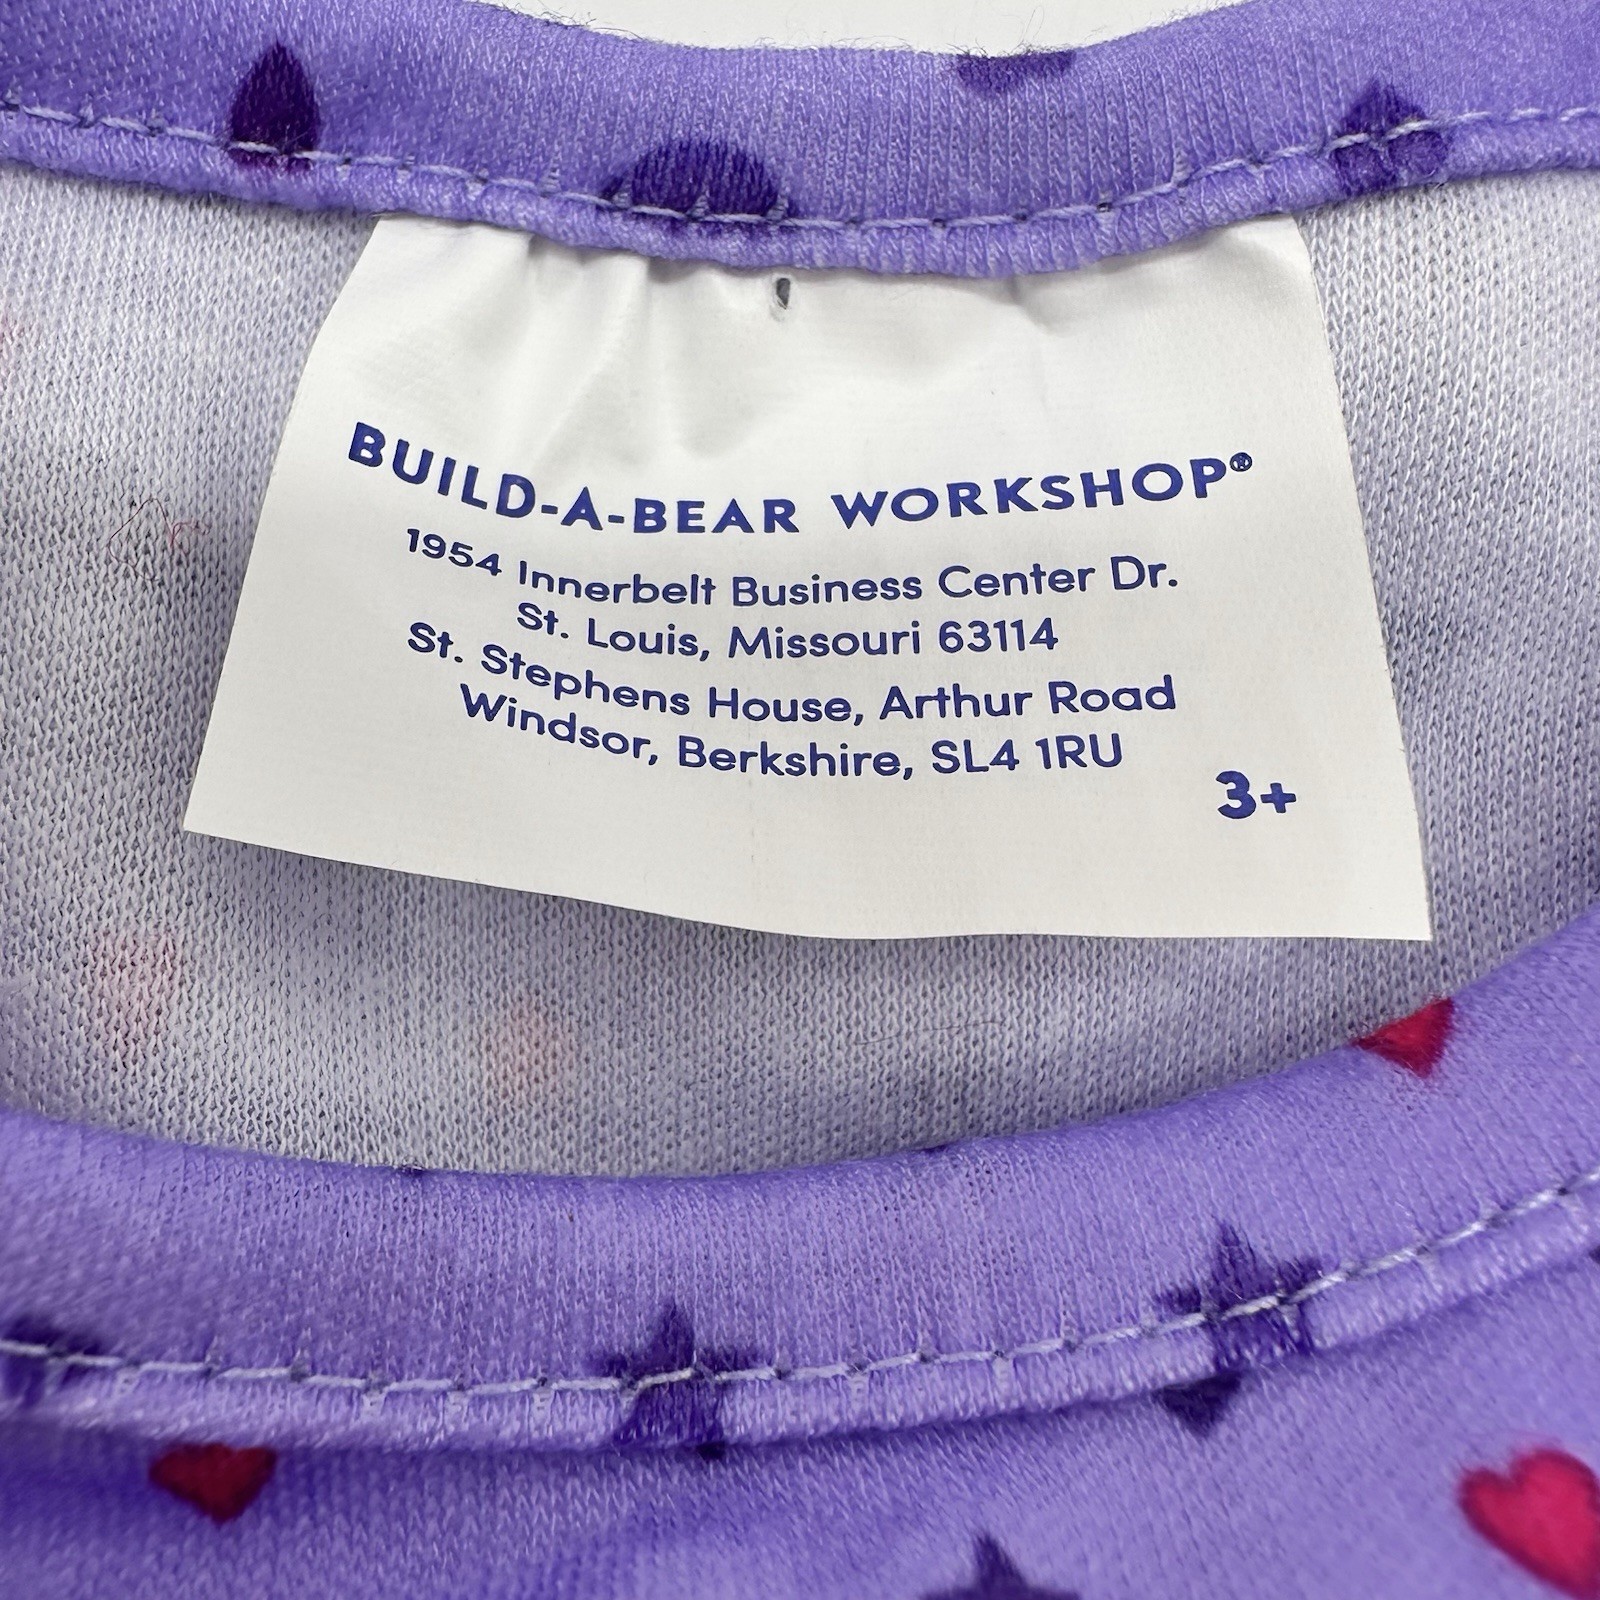 BUILD-A-BEAR WORKSHOP®
1954 Innerbelt Business Center Dr.
St. Louis, Missouri 63114
St. Stephens House, Arthur Road
Windsor, Berkshire, SL4 1RU
3+